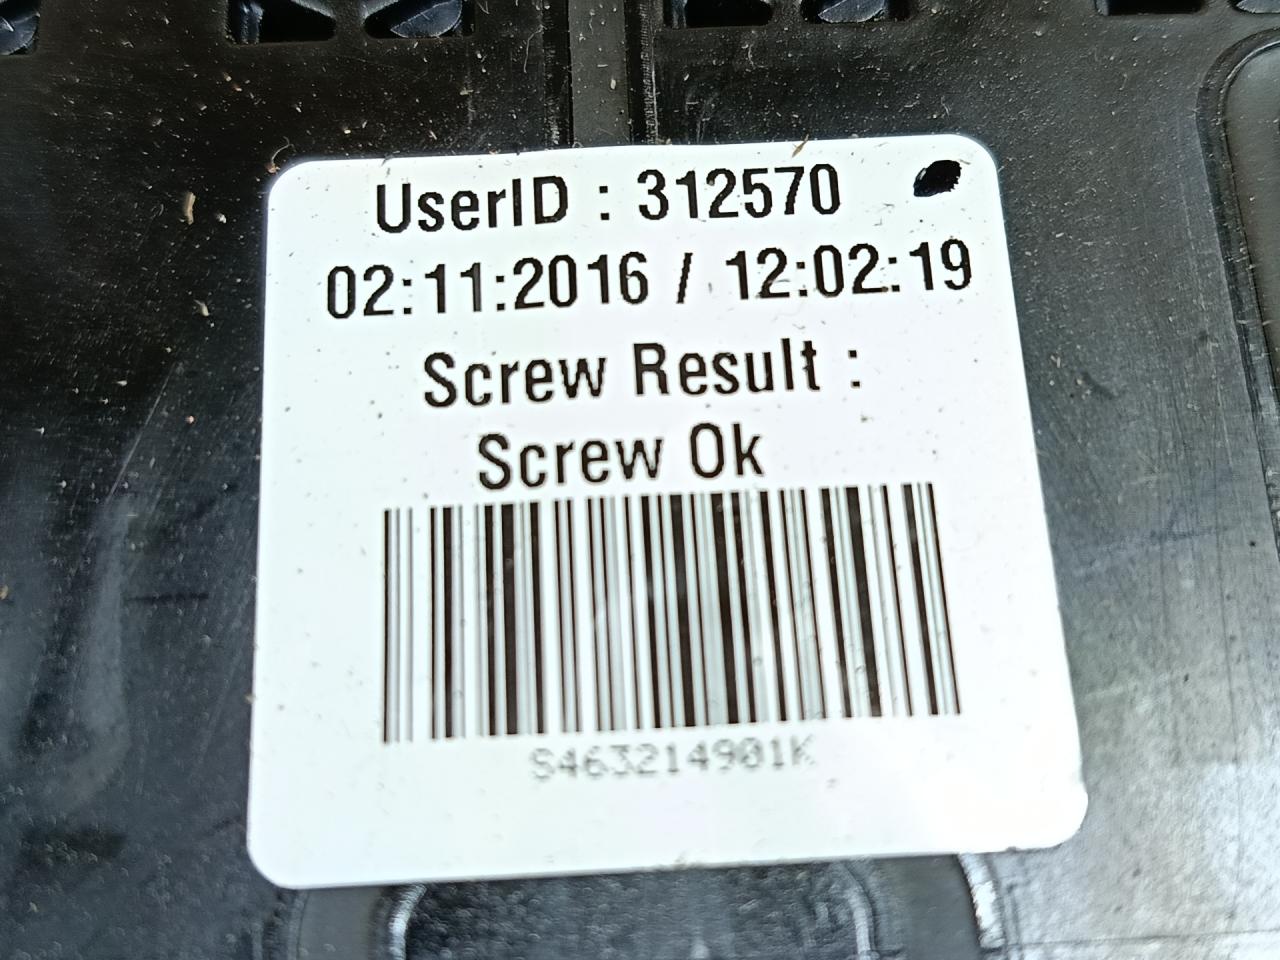 UserID : 312570
02:11:2016 / 12:02:19
Screw Result :
Screw Ok
S463214901K